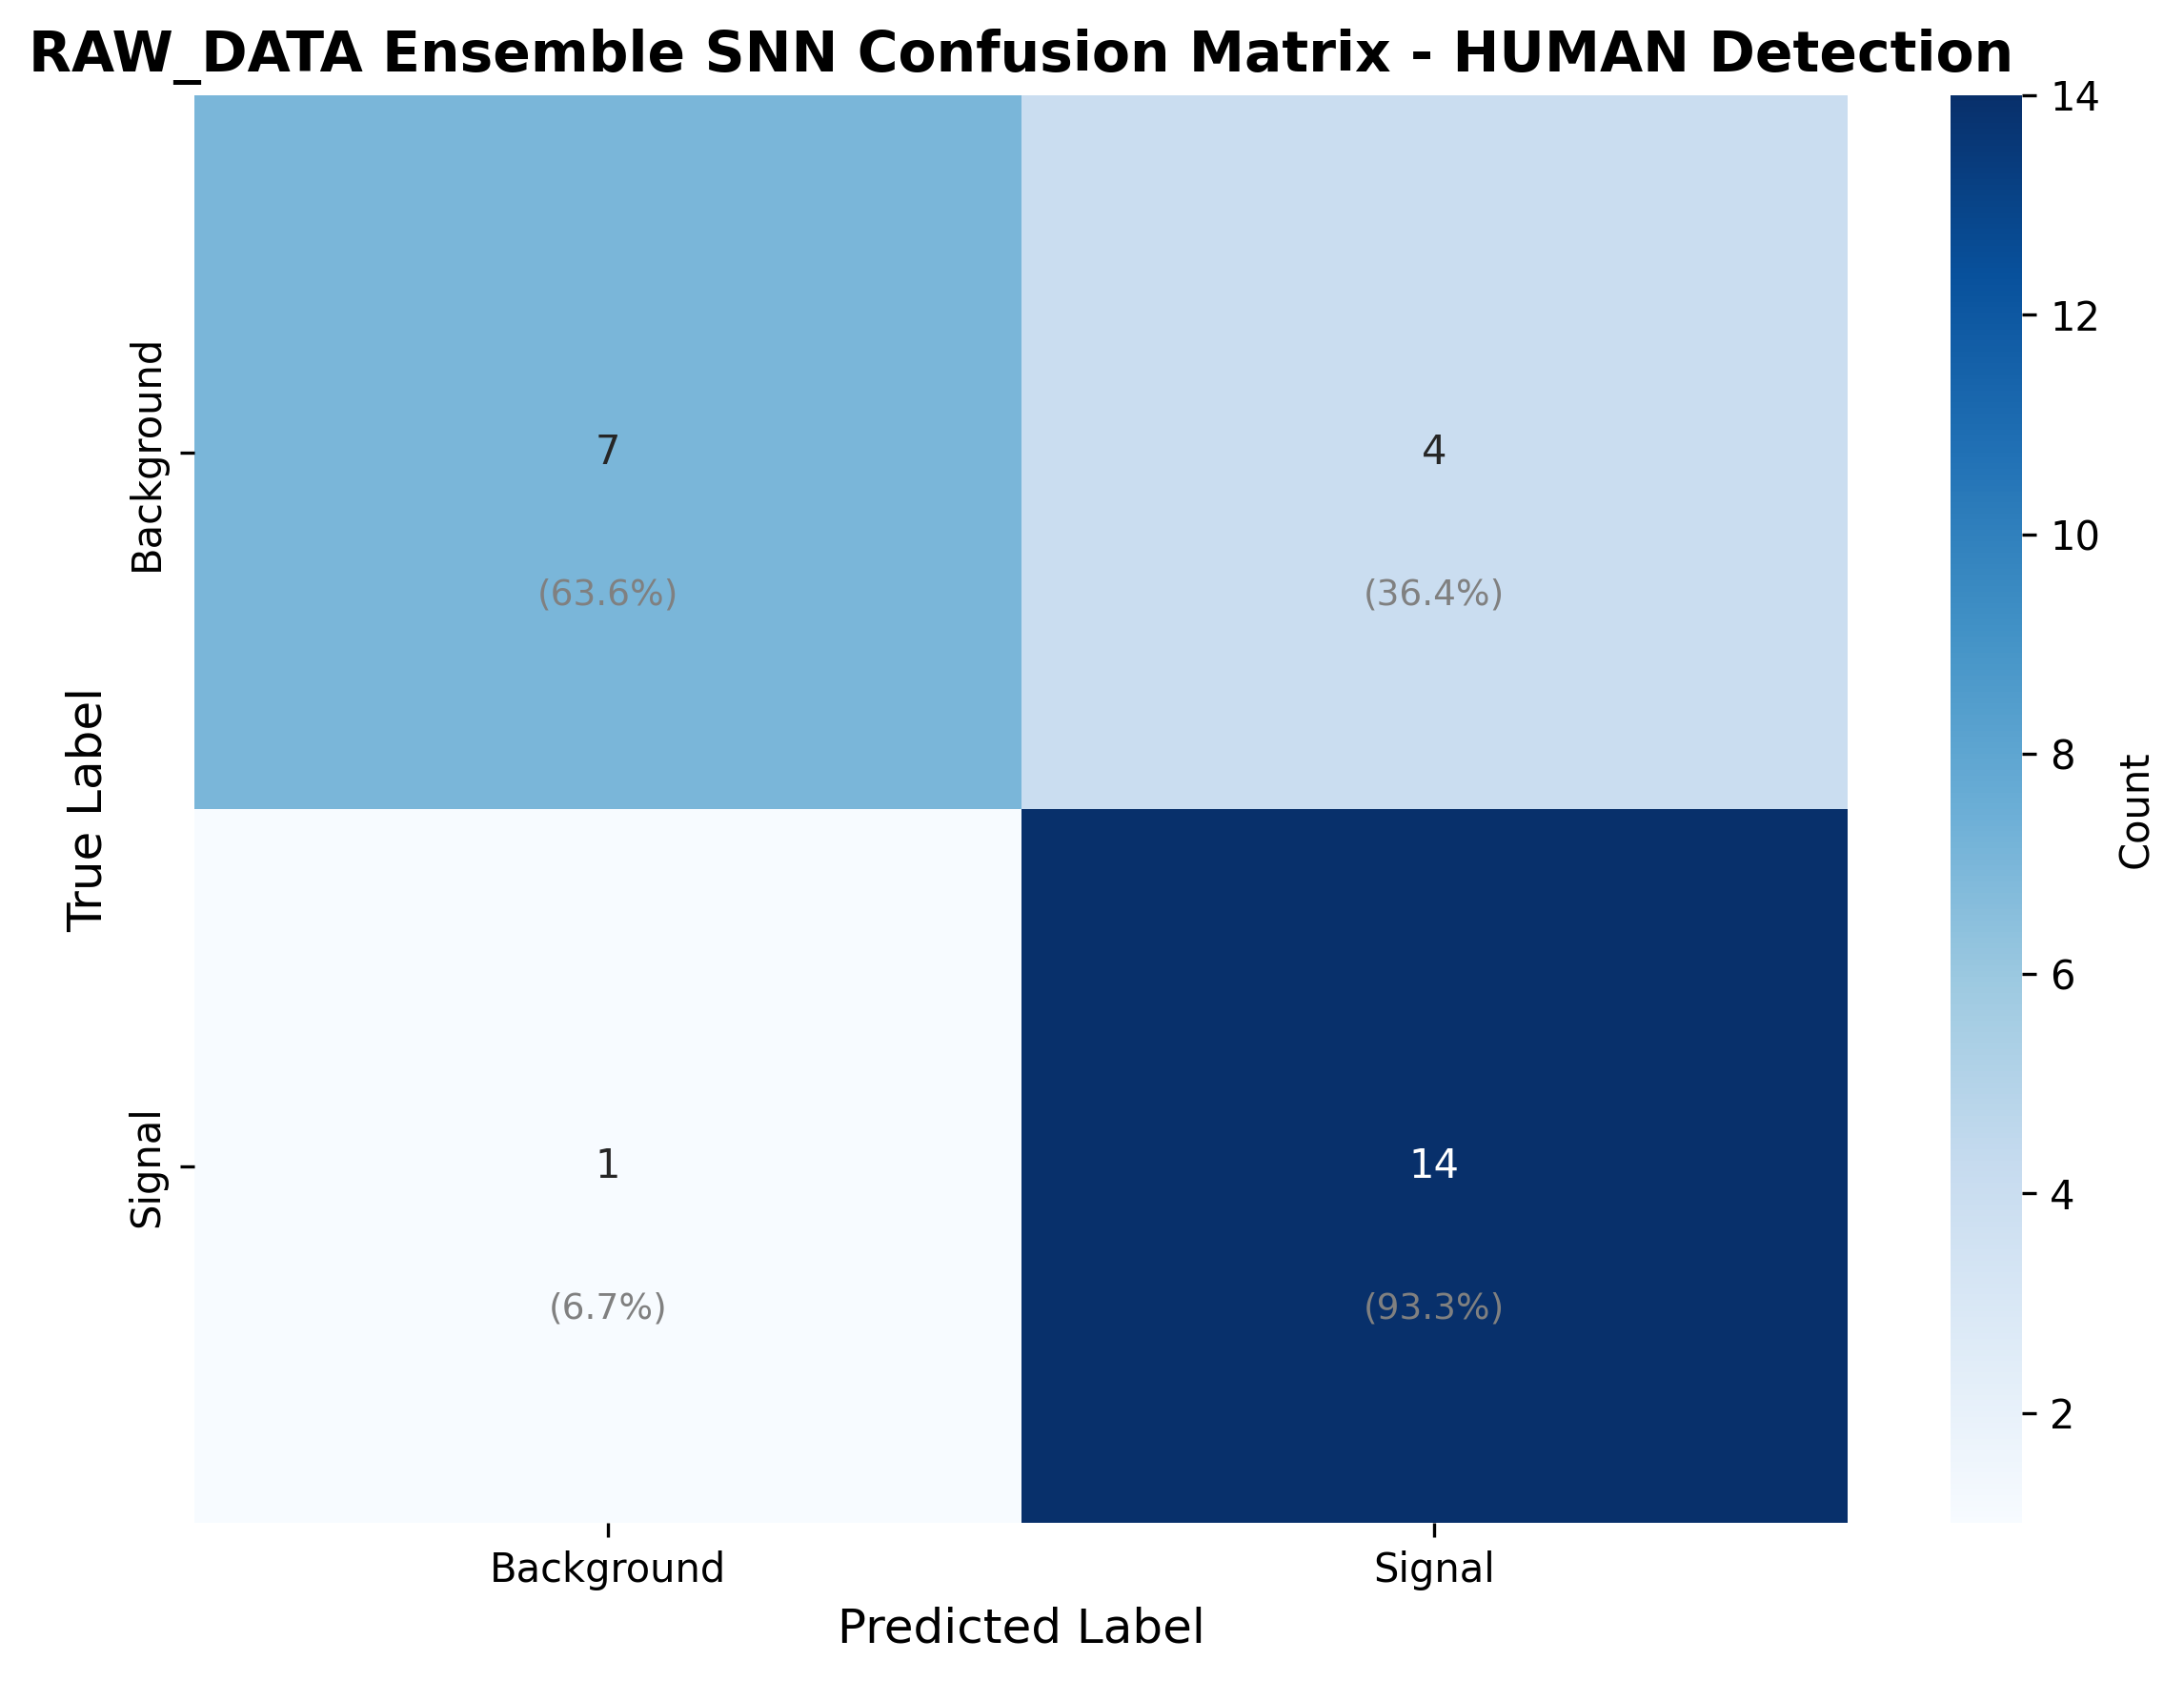 RAW_DATA Ensemble SNN Confusion Matrix - HUMAN Detection
True Label
Background
Signal
7
4
(63.6%)
(36.4%)
1
14
(6.7%)
(93.3%)
Background
Signal
Predicted Label
14
12
10
8
6
4
2
Count